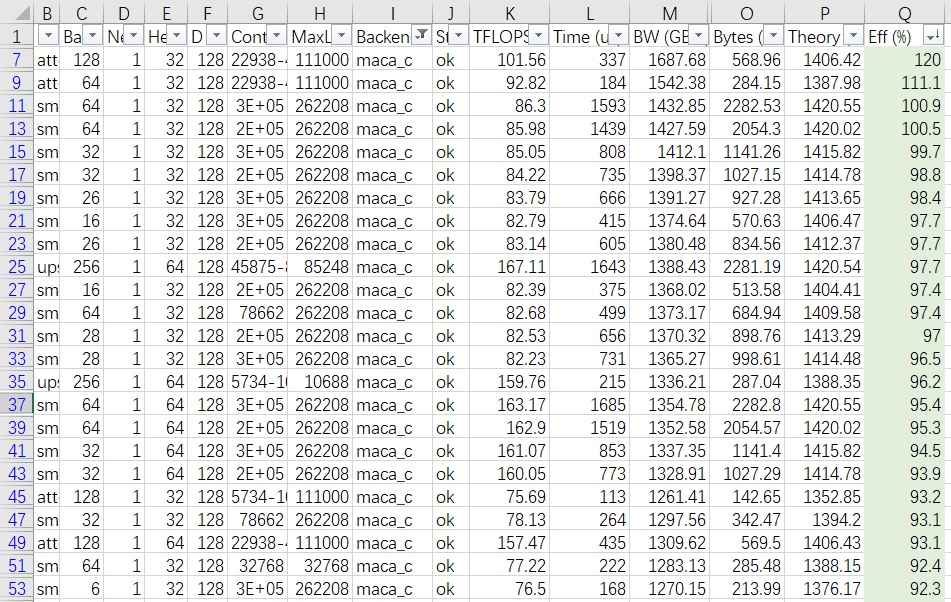 B C D E F G H I J K L M O P Q
1 Ba Ne He D Cont MaxL Backen St TFLOPS Time (u BW (GB Bytes ( Theory Eff (%)
7 att 128 1 32 128 22938-4 111000 maca_c ok 101.56 337 1687.68 568.96 1406.42 120
9 att 64 1 32 128 22938-4 111000 maca_c ok 92.82 184 1542.38 284.15 1387.98 111.1
11 sm 64 1 32 128 3E+05 262208 maca_c ok 86.3 1593 1432.85 2282.53 1420.55 100.9
13 sm 64 1 32 128 2E+05 262208 maca_c ok 85.98 1439 1427.59 2054.3 1420.02 100.5
15 sm 32 1 32 128 3E+05 262208 maca_c ok 85.05 808 1412.1 1141.26 1415.82 99.7
17 sm 32 1 32 128 2E+05 262208 maca_c ok 84.22 735 1398.37 1027.15 1414.78 98.8
19 sm 26 1 32 128 3E+05 262208 maca_c ok 83.79 666 1391.27 927.28 1413.65 98.4
21 sm 16 1 32 128 3E+05 262208 maca_c ok 82.79 415 1374.64 570.63 1406.47 97.7
23 sm 26 1 32 128 2E+05 262208 maca_c ok 83.14 605 1380.48 834.56 1412.37 97.7
25 ups 256 1 64 128 45875-8 85248 maca_c ok 167.11 1643 1388.43 2281.19 1420.54 97.7
27 sm 16 1 32 128 2E+05 262208 maca_c ok 82.39 375 1368.02 513.58 1404.41 97.4
29 sm 64 1 32 128 78662 262208 maca_c ok 82.68 499 1373.17 684.94 1409.58 97.4
31 sm 28 1 32 128 2E+05 262208 maca_c ok 82.53 656 1370.32 898.76 1413.29 97
33 sm 28 1 32 128 3E+05 262208 maca_c ok 82.23 731 1365.27 998.61 1414.48 96.5
35 ups 256 1 64 128 5734-10 10688 maca_c ok 159.76 215 1336.21 287.04 1388.35 96.2
37 sm 64 1 64 128 3E+05 262208 maca_c ok 163.17 1685 1354.78 2282.8 1420.55 95.4
39 sm 64 1 64 128 2E+05 262208 maca_c ok 162.9 1519 1352.58 2054.57 1420.02 95.3
41 sm 32 1 64 128 3E+05 262208 maca_c ok 161.07 853 1337.35 1141.4 1415.82 94.5
43 sm 32 1 64 128 2E+05 262208 maca_c ok 160.05 773 1328.91 1027.29 1414.78 93.9
45 att 128 1 32 128 5734-10 111000 maca_c ok 75.69 113 1261.41 142.65 1352.85 93.2
47 sm 32 1 32 128 78662 262208 maca_c ok 78.13 264 1297.56 342.47 1394.2 93.1
49 att 128 1 64 128 22938-4 111000 maca_c ok 157.47 435 1309.62 569.5 1406.43 93.1
51 sm 64 1 32 128 32768 32768 maca_c ok 77.22 222 1283.13 285.48 1388.15 92.4
53 sm 6 1 32 128 3E+05 262208 maca_c ok 76.5 168 1270.15 213.99 1376.17 92.3